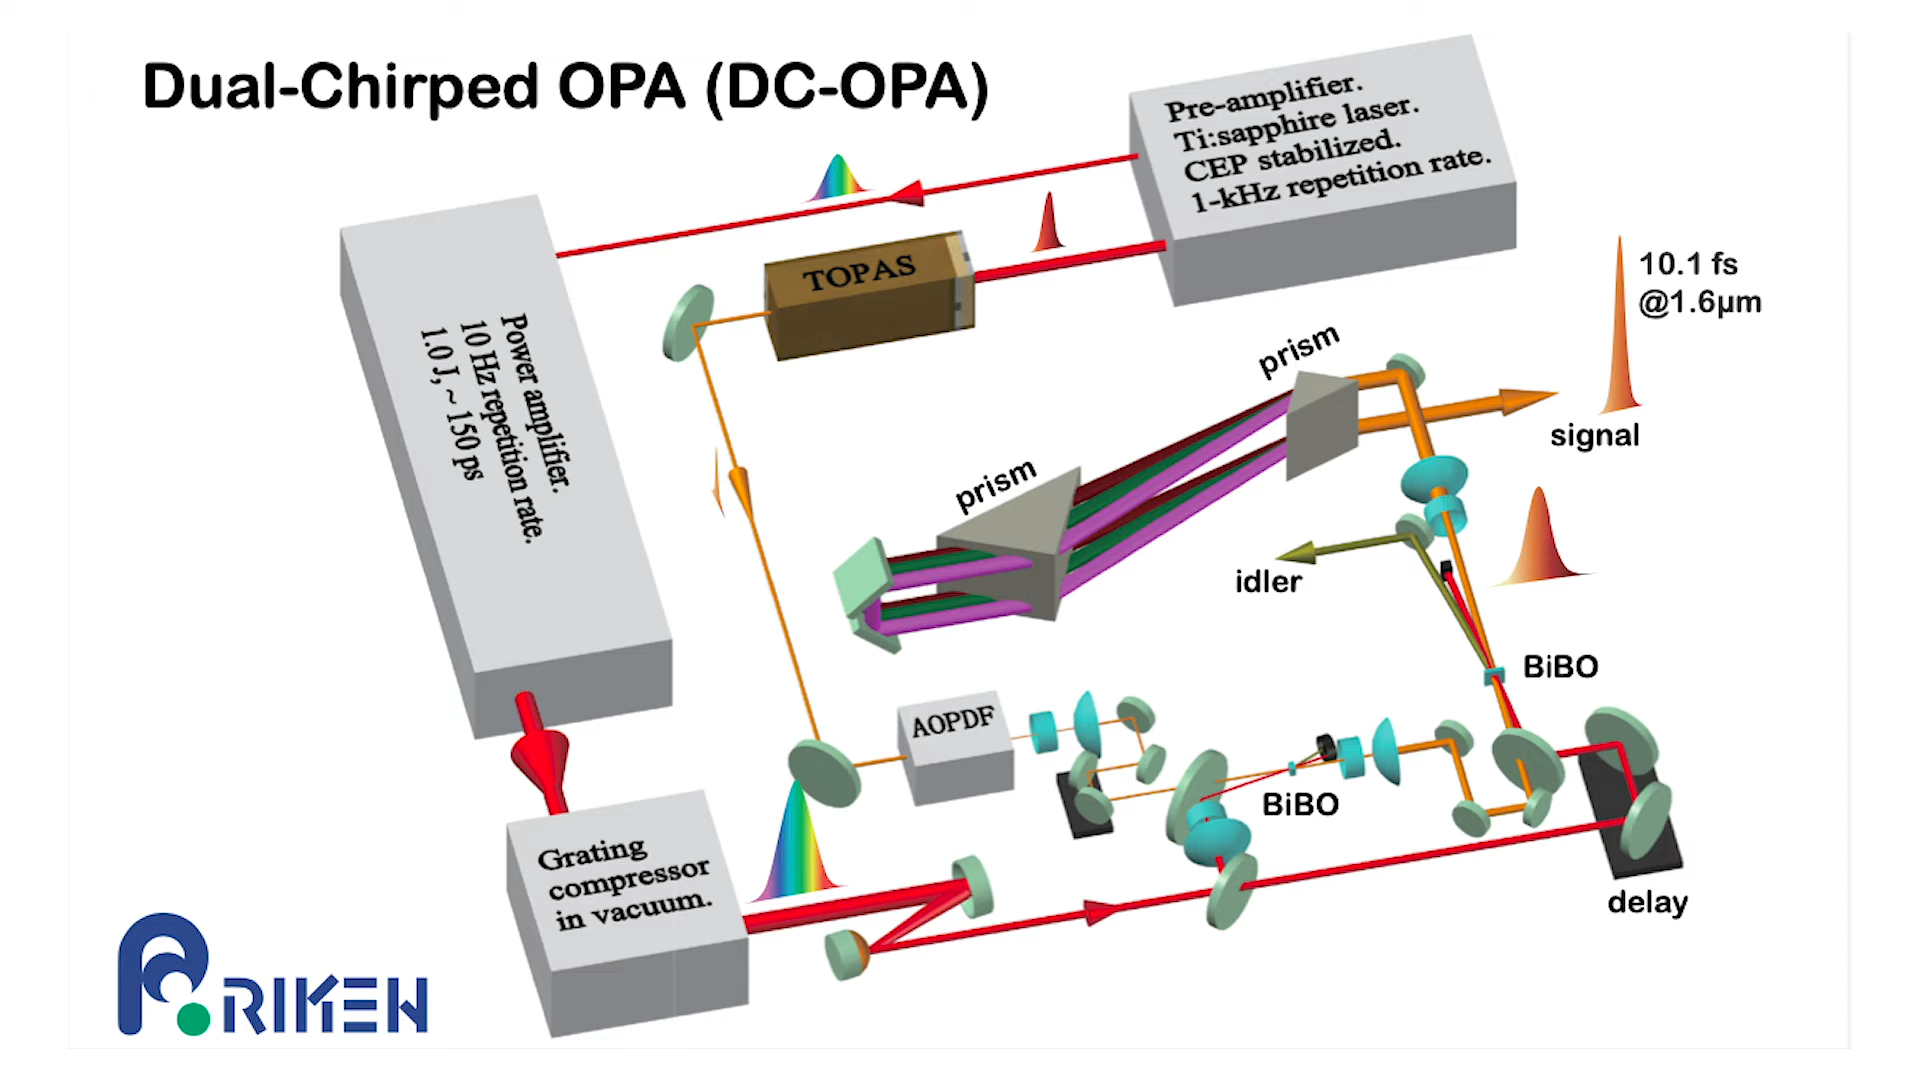 Dual-Chirped OPA (DC-OPA)
Pre-amplifier.
Ti:sapphire laser.
CEP stabilized.
1-kHz repetition rate.
TOPAS
10.1 fs
@1.6μm
Power amplifier.
10 Hz repetition rate.
1.0 J, ~ 150 ps
prism
signal
prism
idler
BiBO
AOPDF
BiBO
Grating
compressor
in vacuum.
delay
RIKEN